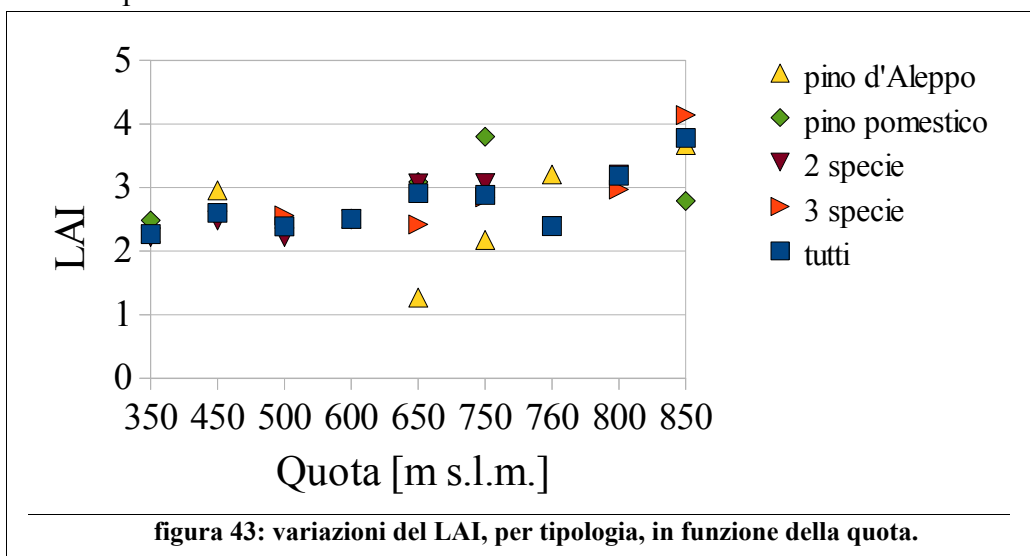 5
4
3
2
1
0
LAI
350 450 500 600 650 750 760 800 850
Quota [m s.l.m.]
pino d'Aleppo
pino pomestico
2 specie
3 specie
tutti
figura 43: variazioni del LAI, per tipologia, in funzione della quota.